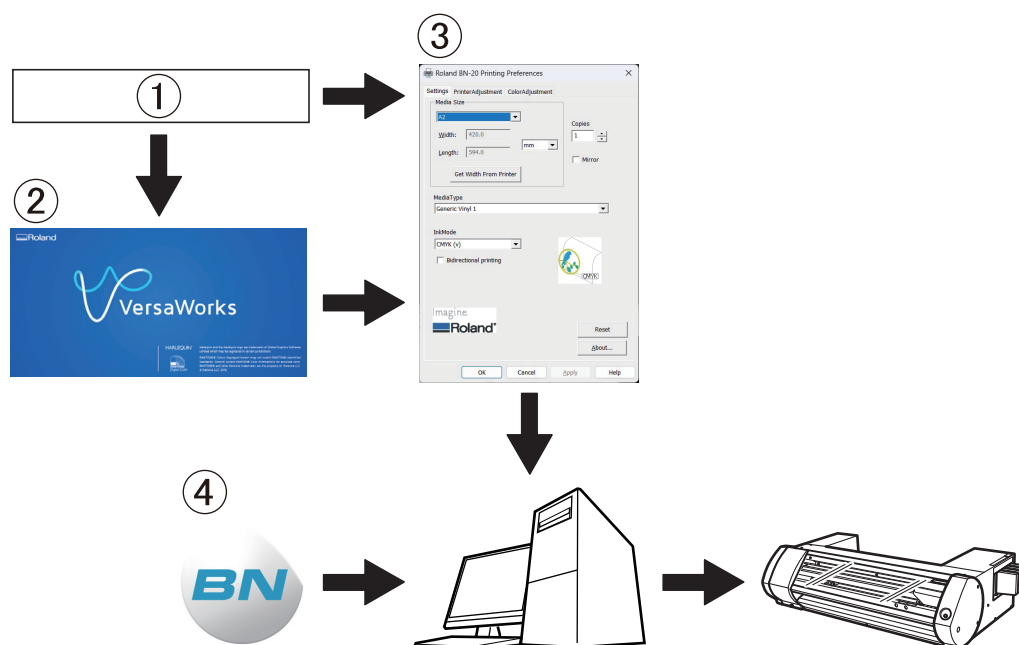 ③
①
Roland BN-20 Printing Preferences
Settings PrinterAdjustment ColorAdjustment
Media Size
A2
Width: 420.0
Length: 594.0
mm
Get Width From Printer
Copies
1
Mirror
MediaType
Generic Vinyl 1
InkMode
CMYK (v)
Bidirectional printing
CMYK
Imagine.
Roland
Reset
About...
OK Cancel Apply Help
②
Roland
VersaWorks
HARLEQUIN
④
BN